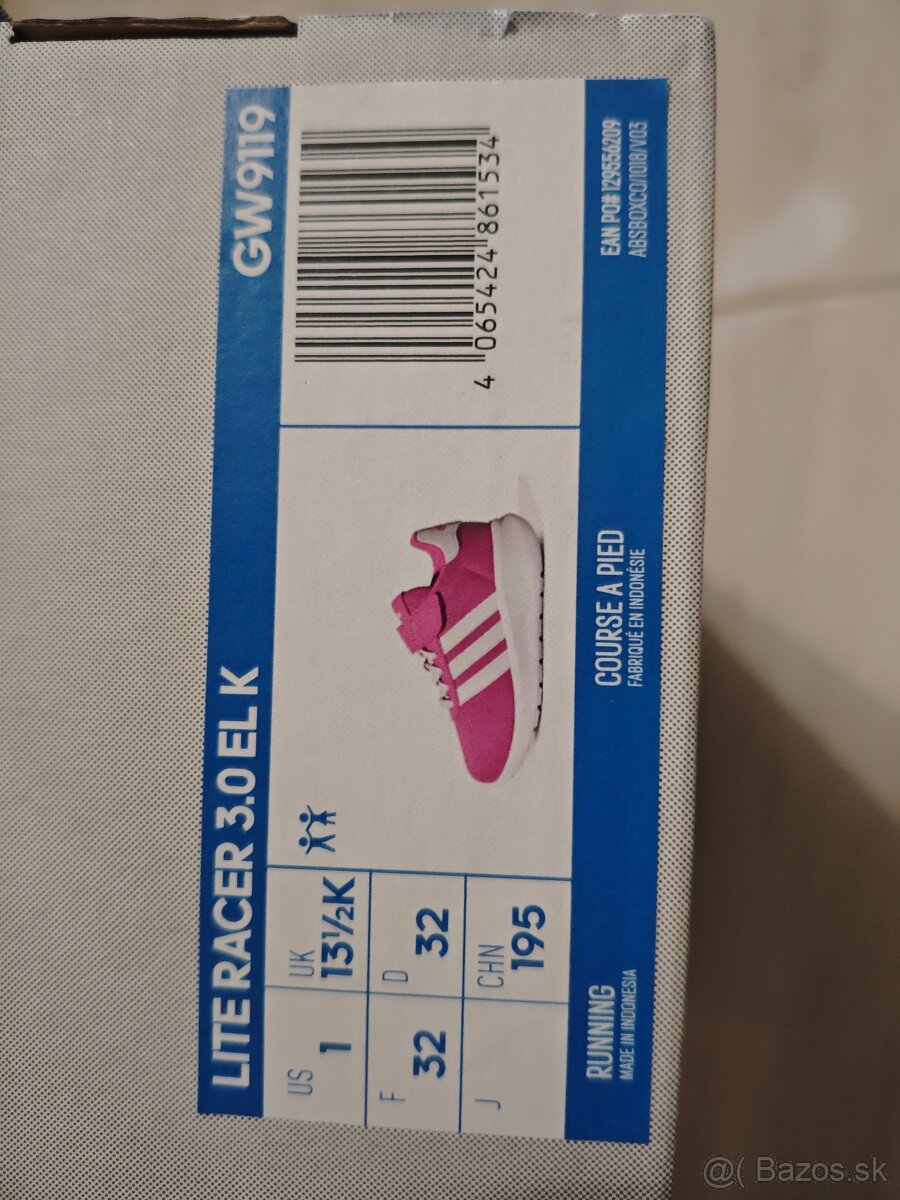 LITE RACER 3.0 EL K GW9119
US 1
UK 13½K
F 32
D 32
J
CHN 195
4 065424 861534
RUNNING
MADE IN INDONESIA
COURSE A PIED
FABRIQUÉ EN INDONÉSIE
EAN PO# 129556209
ABSBOXCO/1018/V03
@( Bazos.sk